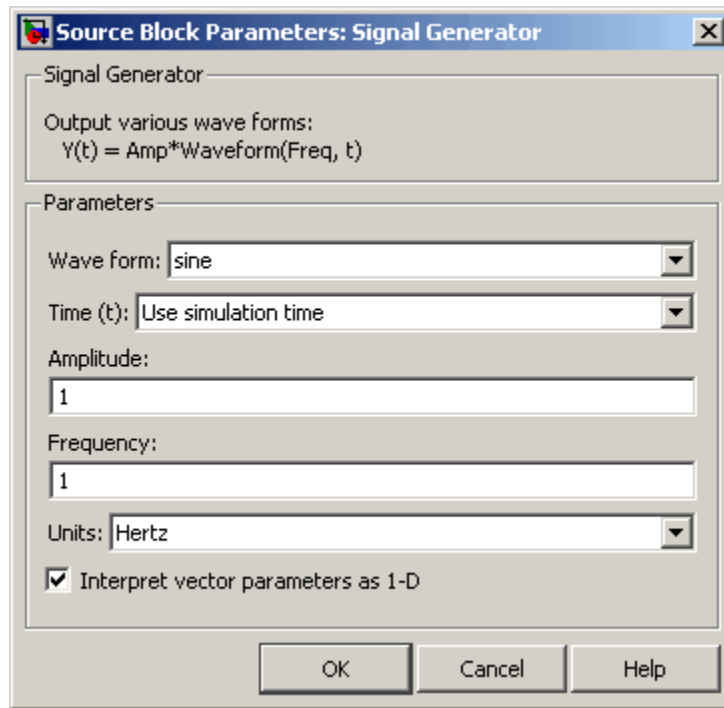 Source Block Parameters: Signal Generator
Signal Generator
Output various wave forms:
Y(t) = Amp*Waveform(Freq, t)
Parameters
Wave form: sine
Time (t): Use simulation time
Amplitude:
1
Frequency:
1
Units: Hertz
Interpret vector parameters as 1-D
OK Cancel Help